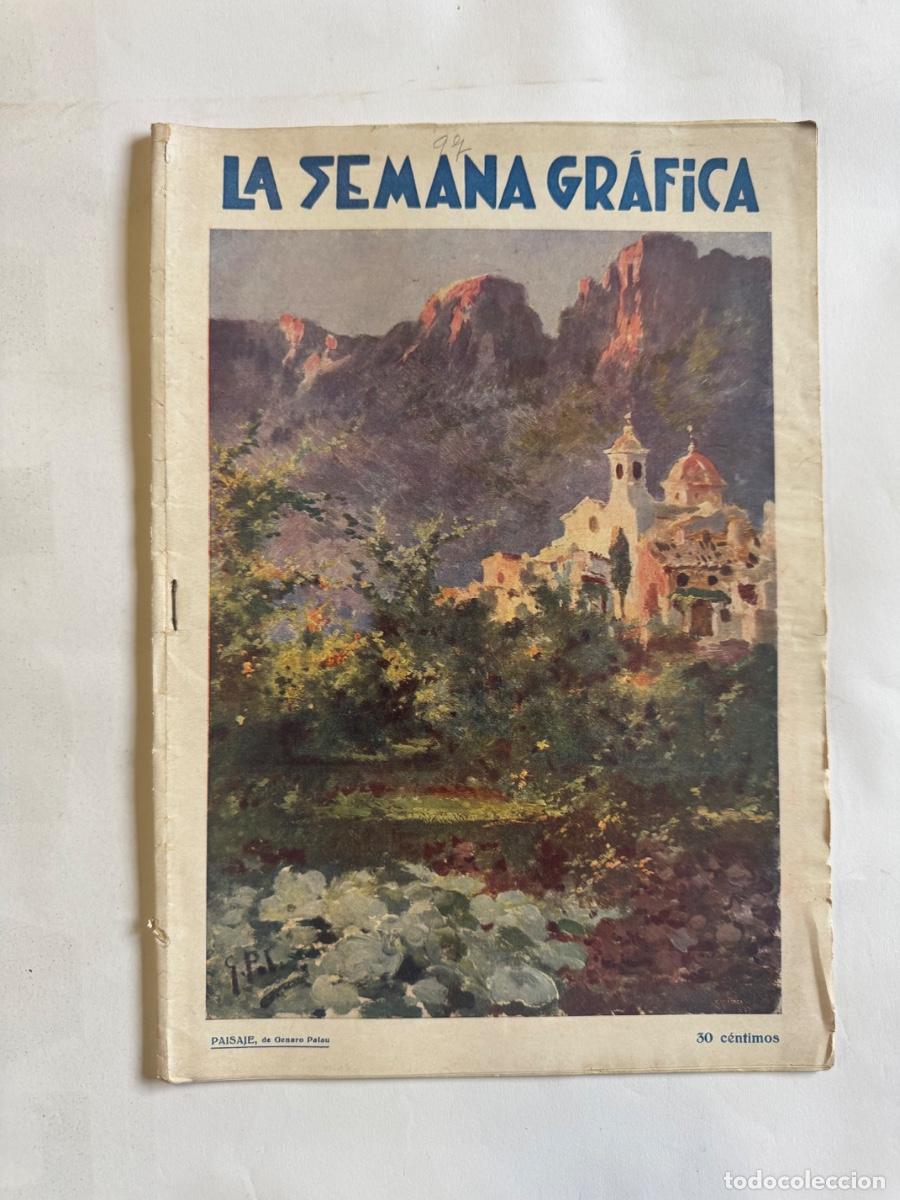 LA SEMANA GRÁFICA
PAISAJE, de Genaro Palau
30 céntimos
todocoleccion